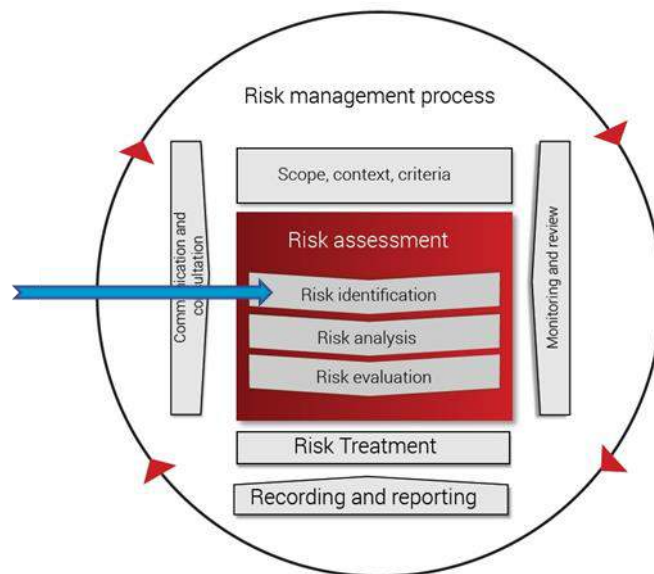 Risk management process
Scope, context, criteria
Risk assessment
Communication and
consultation
Risk identification
Risk analysis
Risk evaluation
Monitoring and review
Risk Treatment
Recording and reporting